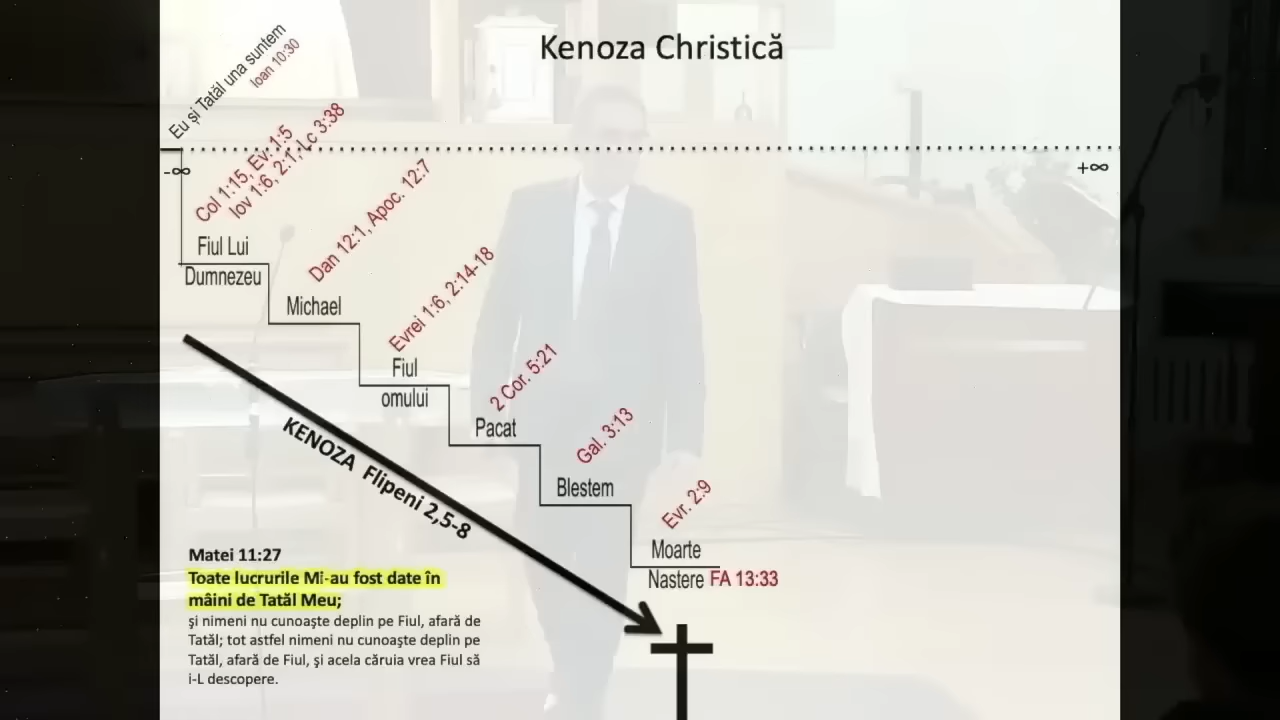 Kenoza Christică
Eu și Tatăl una suntem
Ioan 10:30
-∞
+∞
Col 1:15, Ev. 1:5
Iov 1:6, 2:1, Lc 3:38
Fiul Lui
Dumnezeu
Dan 12:1, Apoc. 12:7
Michael
Evrei 1:6, 2:14-18
Fiul
omului
2 Cor. 5:21
Pacat
Gal. 3:13
Blestem
Evr. 2:9
Moarte
Nastere FA 13:33
KENOZA Flipeni 2,5-8
Matei 11:27
Toate lucrurile Mi-au fost date în
mâini de Tatăl Meu;
şi nimeni nu cunoaşte deplin pe Fiul, afară de
Tatăl; tot astfel nimeni nu cunoaşte deplin pe
Tatăl, afară de Fiul, şi acela căruia vrea Fiul să
i-L descopere.